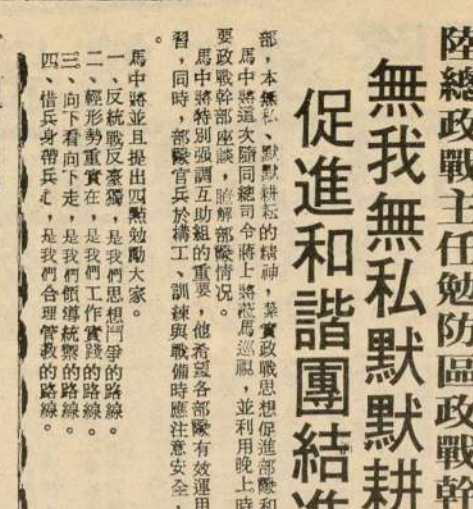 陸總政戰主任勉防區政戰幹
無我無私默默耕
促進和諧團結進
部，本無私、默默耕耘的精神，紮實政戰思想促進部隊和
馬中將這次隨同總司令蔣上將蒞馬巡視，並利用晚上時
要政戰幹部座談，瞭解部隊情况。
馬中將特別强調互助組的重要，他希望各部隊有效運用
習，同時，部隊官兵於構工、訓練與戰備時應注意安全，
。
馬中將並且提出四點勉勵大家。
一、反統戰反臺獨，是我們思想鬥爭的路線。
二、輕形勢重實在，是我們工作實踐的路線。
三、向下看向下走，是我們領導統禦的路線。
四、借兵身帶兵心，是我們合理管教的路線。